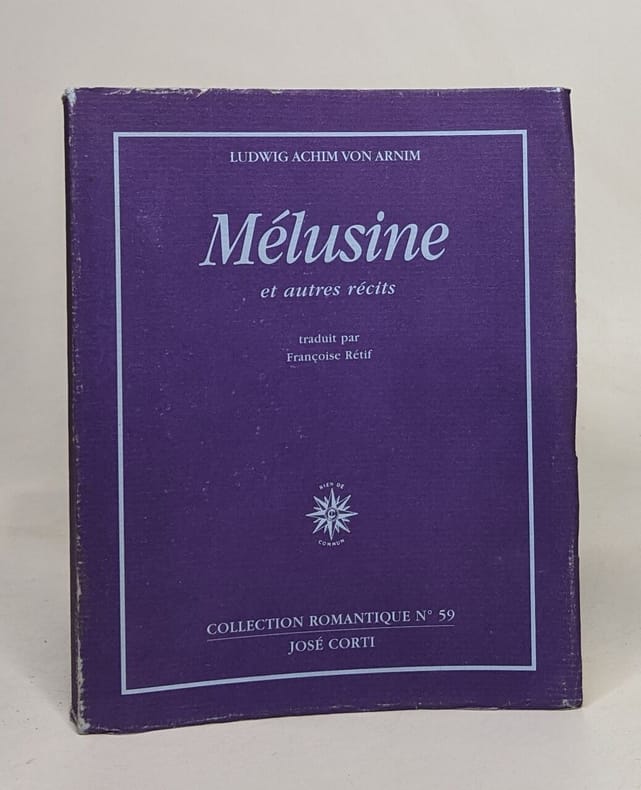 LUDWIG ACHIM VON ARNIM
Mélusine
et autres récits
traduit par
Françoise Rétif
RIEN DE
COMMUN
COLLECTION ROMANTIQUE N° 59
JOSÉ CORTI